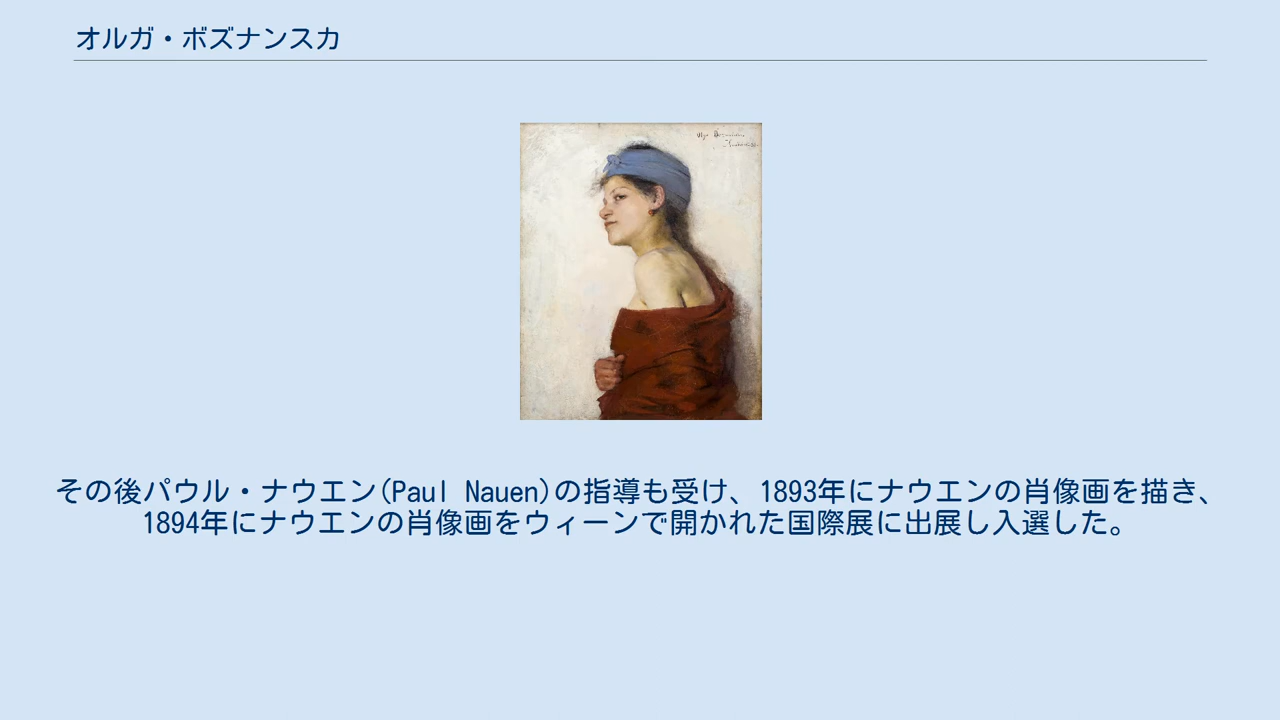 オルガ・ボズナンスカ
その後パウル・ナウエン(Paul Nauen)の指導も受け、1893年にナウエンの肖像画を描き、
1894年にナウエンの肖像画をウィーンで開かれた国際展に出展し入選した。